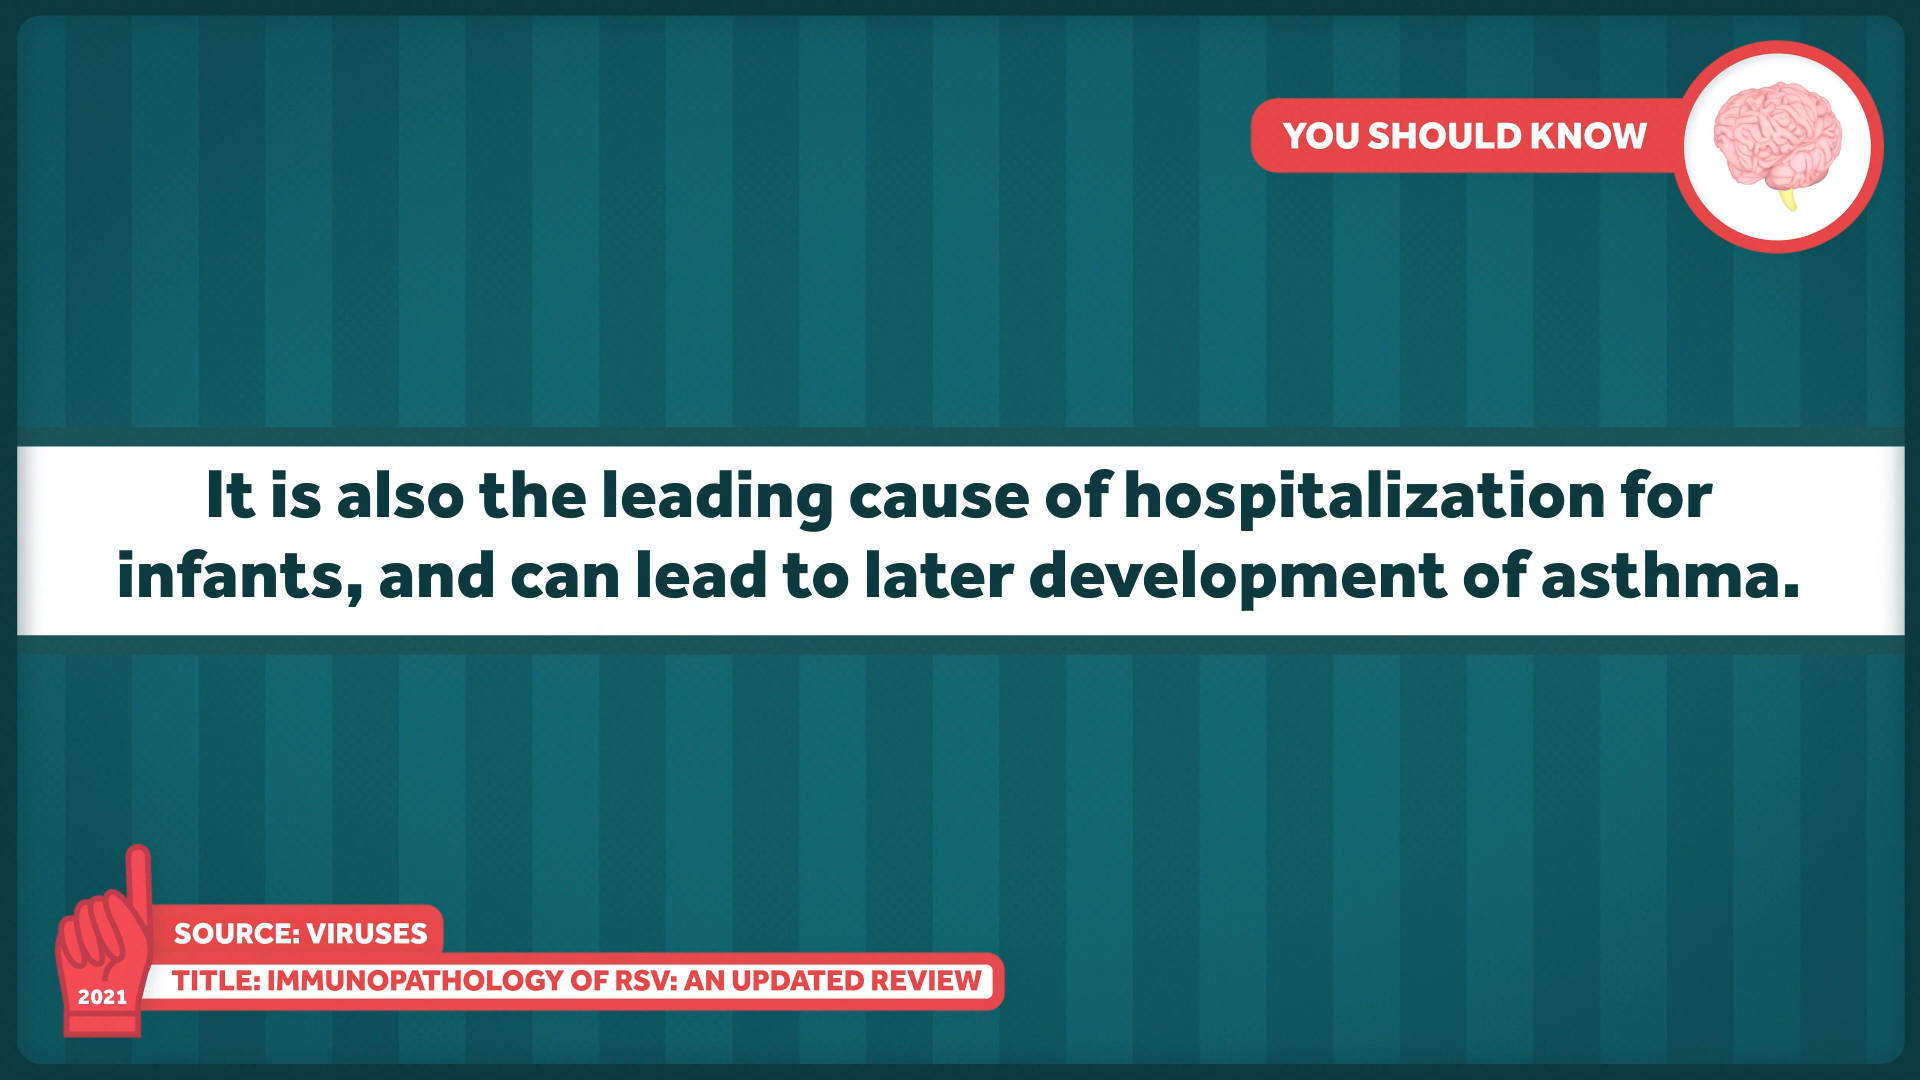 YOU SHOULD KNOW
It is also the leading cause of hospitalization for
infants, and can lead to later development of asthma.
SOURCE: VIRUSES
TITLE: IMMUNOPATHOLOGY OF RSV: AN UPDATED REVIEW
2021